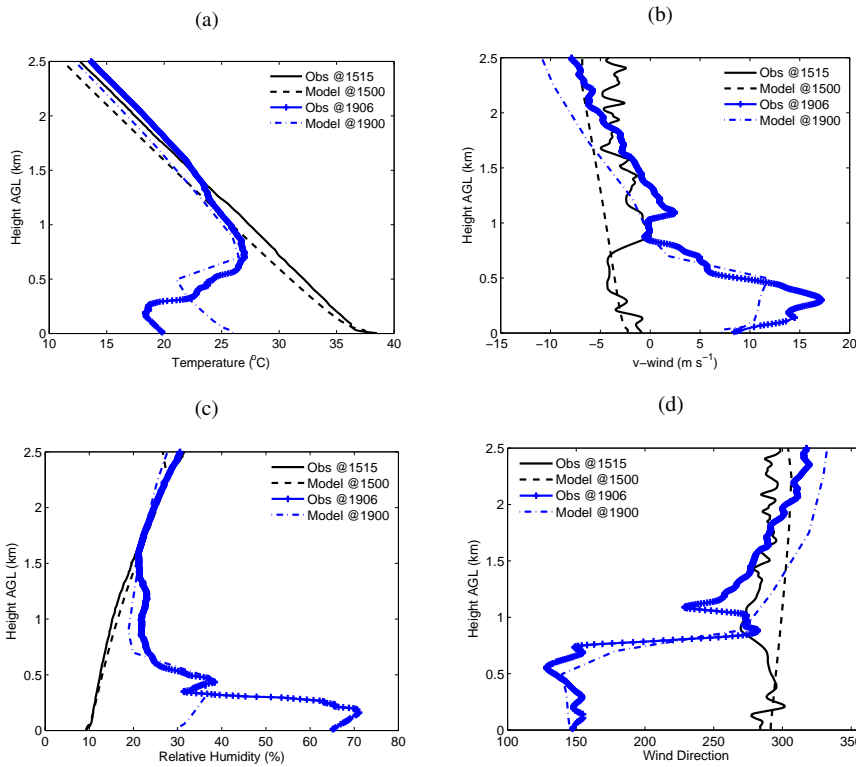 (a)
2.5
2
1.5
1
0.5
0
Height AGL (km)
10 15 20 25 30 35 40
Temperature (°C)
Obs @1515
Model @1500
Obs @1906
Model @1900
(b)
2.5
2
1.5
1
0.5
0
Height AGL (km)
−15 −10 −5 0 5 10 15 20
v−wind (m s⁻¹)
Obs @1515
Model @1500
Obs @1906
Model @1900
(c)
2.5
2
1.5
1
0.5
0
Height AGL (km)
0 10 20 30 40 50 60 70 80
Relative Humidity (%)
Obs @1515
Model @1500
Obs @1906
Model @1900
(d)
2.5
2
1.5
1
0.5
0
Height AGL (km)
100 150 200 250 300 350
Wind Direction
Obs @1515
Model @1500
Obs @1906
Model @1900